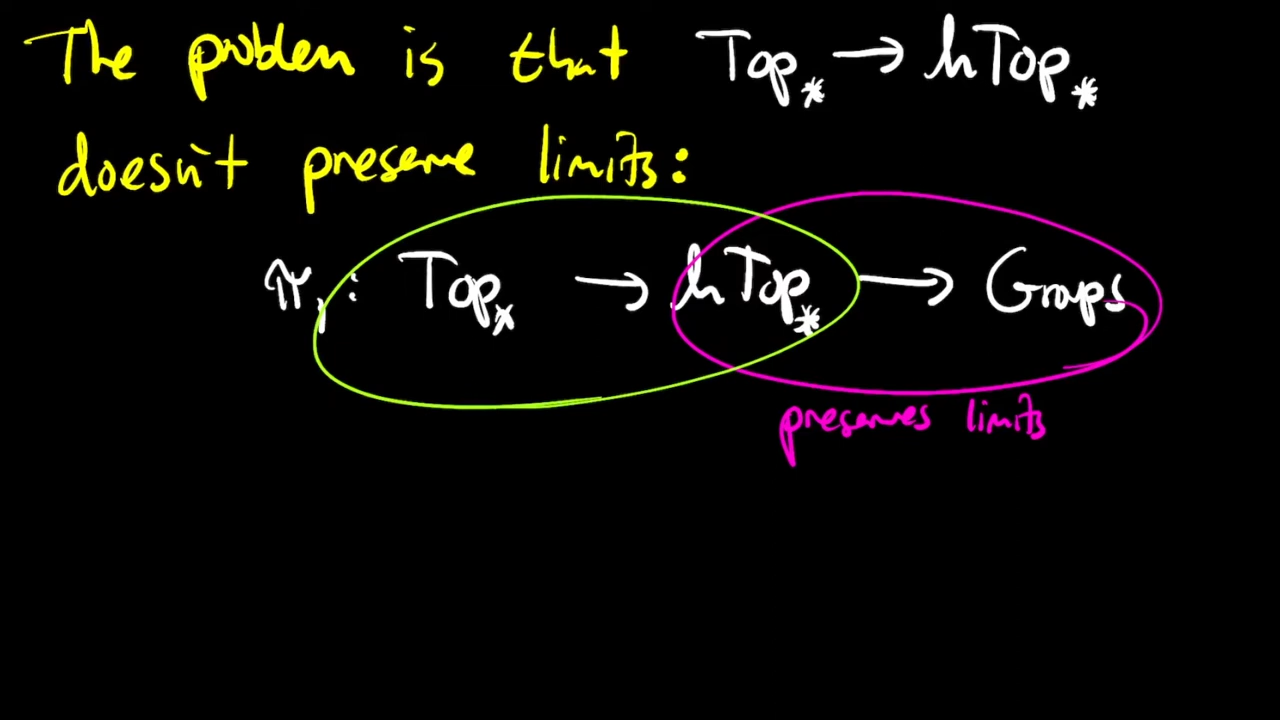 The problem is that Top* → hTop*
doesn't preserve limits:
π₁: Top* → hTop* → Groups
preserves limits